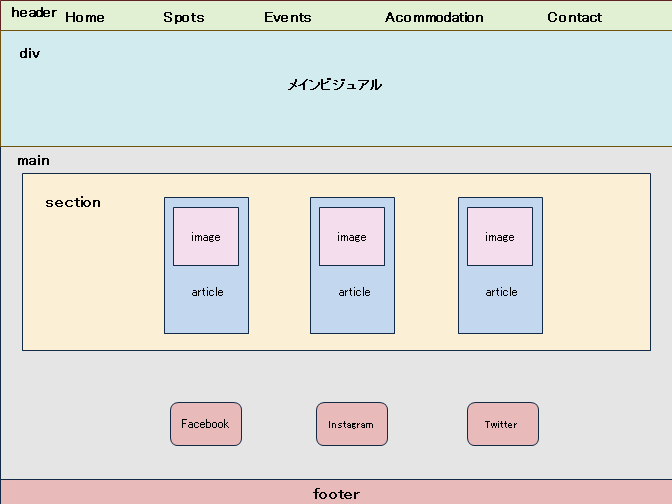 header
Home Spots Events Acommodation Contact
div
メインビジュアル
main
section
image image image
article article article
Facebook Instagram Twitter
footer